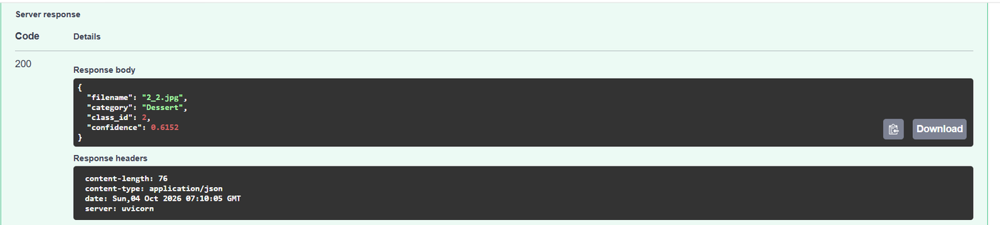 Server response
Code Details
200
Response body
{
"filename": "2_2.jpg",
"category": "Dessert",
"class_id": 2,
"confidence": 0.6152
}
Download
Response headers
content-length: 76
content-type: application/json
date: Sun,04 Oct 2026 07:10:05 GMT
server: uvicorn